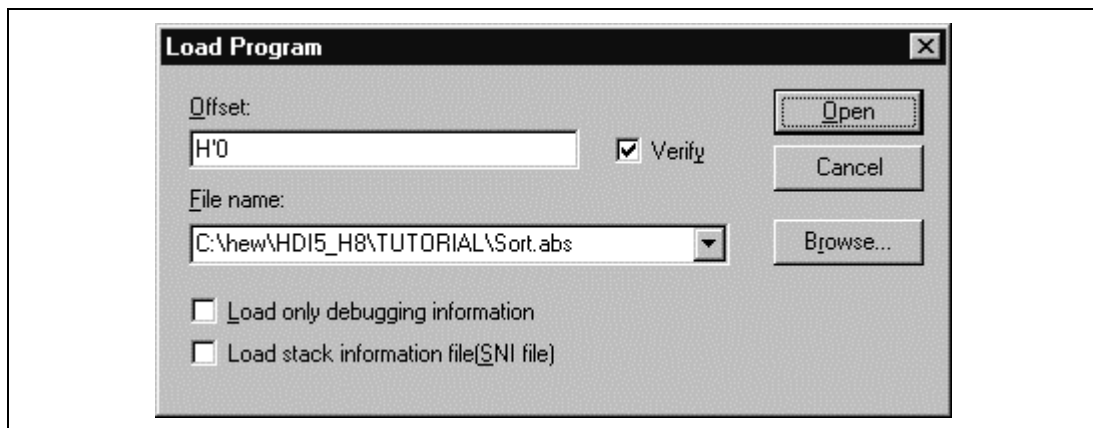 Load Program
Offset:
H'0
Verify
Open
Cancel
File name:
C:\hew\HDI5_H8\TUTORIAL\Sort.abs
Browse...
Load only debugging information
Load stack information file(SNI file)